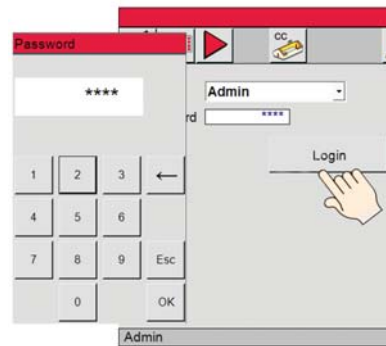 Password
****
1 2 3 ←
4 5 6
7 8 9 Esc
0 OK
CC
Admin
rd ****
Login
Admin